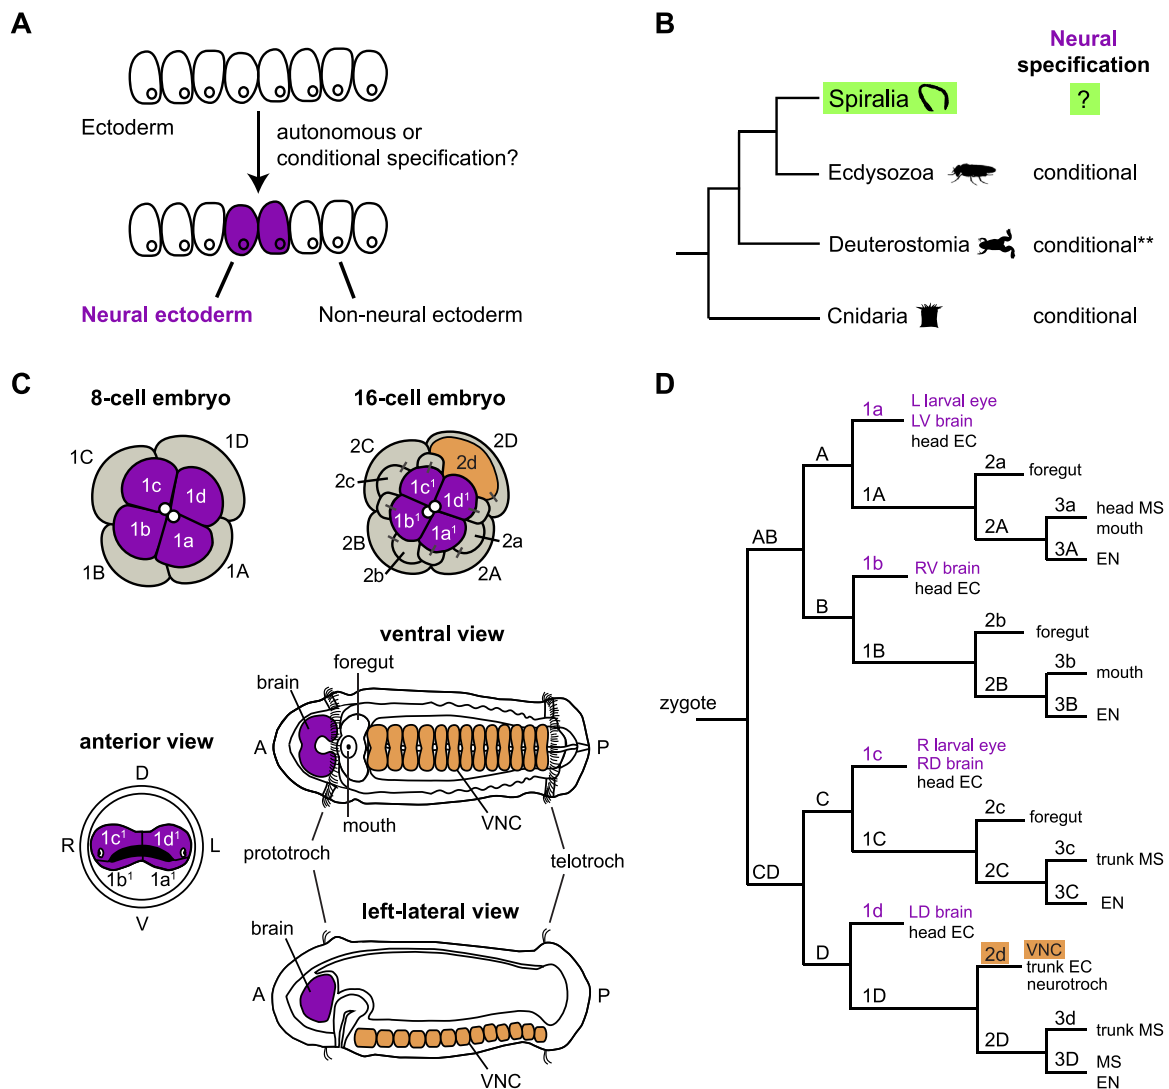 A
Ectoderm
autonomous or
conditional specification?
Neural ectoderm
Non-neural ectoderm
B
Neural
specification
Spiralia
?
Ecdysozoa
conditional
Deuterostomia
conditional**
Cnidaria
conditional
C
8-cell embryo
1C
1D
1c
1d
1b
1a
1B
1A
16-cell embryo
2C
2D
2d
2c
1c¹
1d¹
1b¹
1a¹
2B
2a
2b
2A
ventral view
foregut
brain
A
P
mouth
VNC
anterior view
D
R
1c¹
1d¹
L
1b¹
1a¹
V
prototroch
telotroch
left-lateral view
brain
A
P
VNC
D
zygote
AB
A
1a
L larval eye
LV brain
head EC
1A
2a
foregut
2A
3a
head MS
mouth
3A
EN
B
1b
RV brain
head EC
1B
2b
foregut
2B
3b
mouth
3B
EN
CD
C
1c
R larval eye
RD brain
head EC
1C
2c
foregut
2C
3c
trunk MS
3C
EN
D
1d
LD brain
head EC
1D
2d
VNC
trunk EC
neurotroch
2D
3d
trunk MS
3D
MS
EN